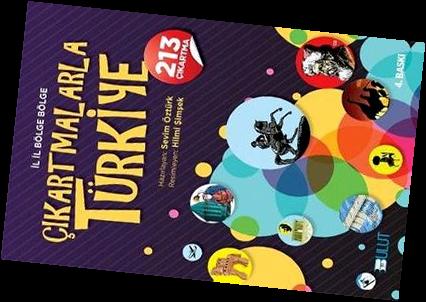 İL İL BÖLGE BÖLGE
ÇIKARTMALARLA
TÜRKİYE
213
ÇIKARTMA
Hazırlayan: Sevim Öztürk
Resimleyen: Hilmi Şimşek
4. BASKI
BULUT